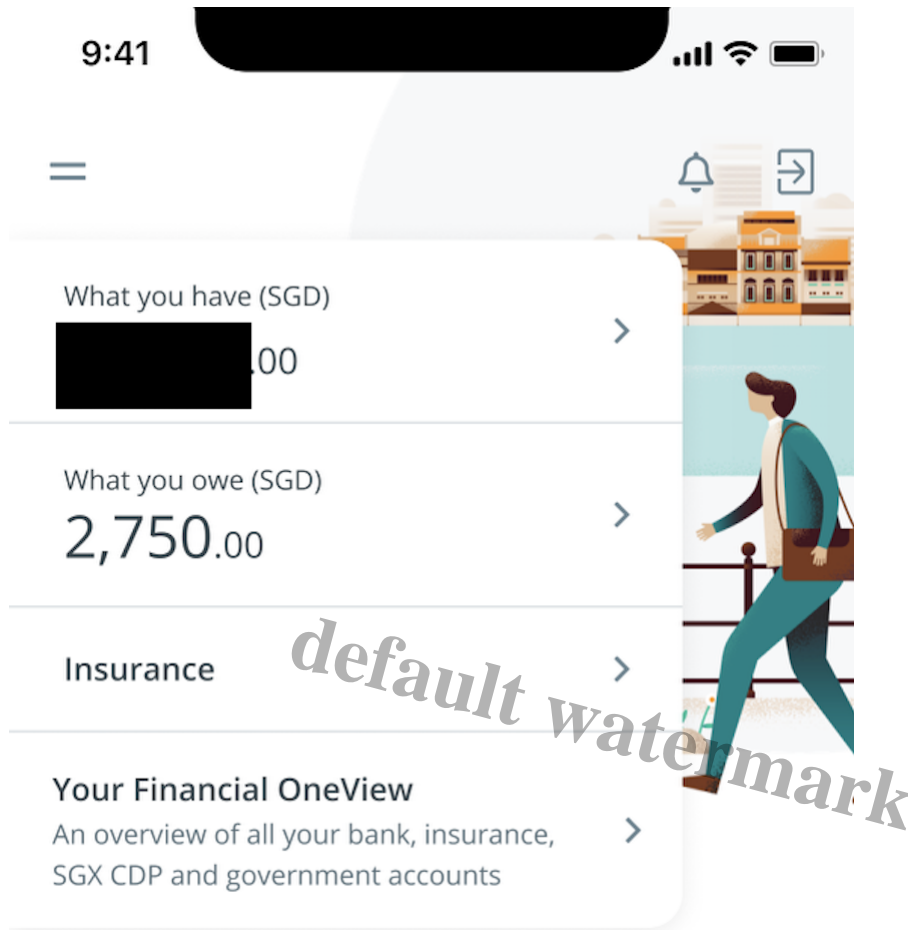 9:41
What you have (SGD)
.00
What you owe (SGD)
2,750.00
Insurance
Your Financial OneView
An overview of all your bank, insurance,
SGX CDP and government accounts
default watermark